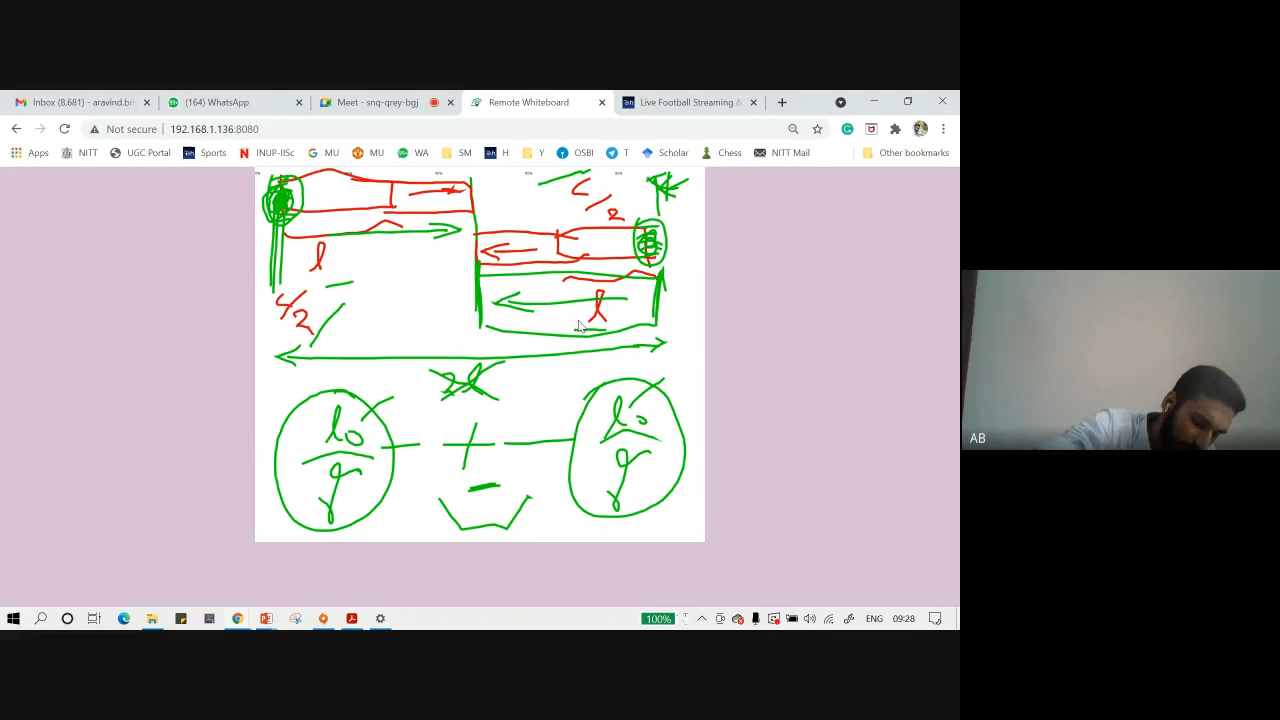 Inbox (8,681) - aravind.bri
(164) WhatsApp
Meet - snq-qrey-bgj
Remote Whiteboard
Live Football Streaming &
Not secure
192.168.1.136:8080
Apps
NITT
UGC Portal
Sports
INUP-IISc
MU
MU
WA
SM
H
Y
OSBI
T
Scholar
Chess
NITT Mail
Other bookmarks
c/2
l
l
c/2
2l
l0/γ + l0/γ
-
AB
100%
ENG
09:28